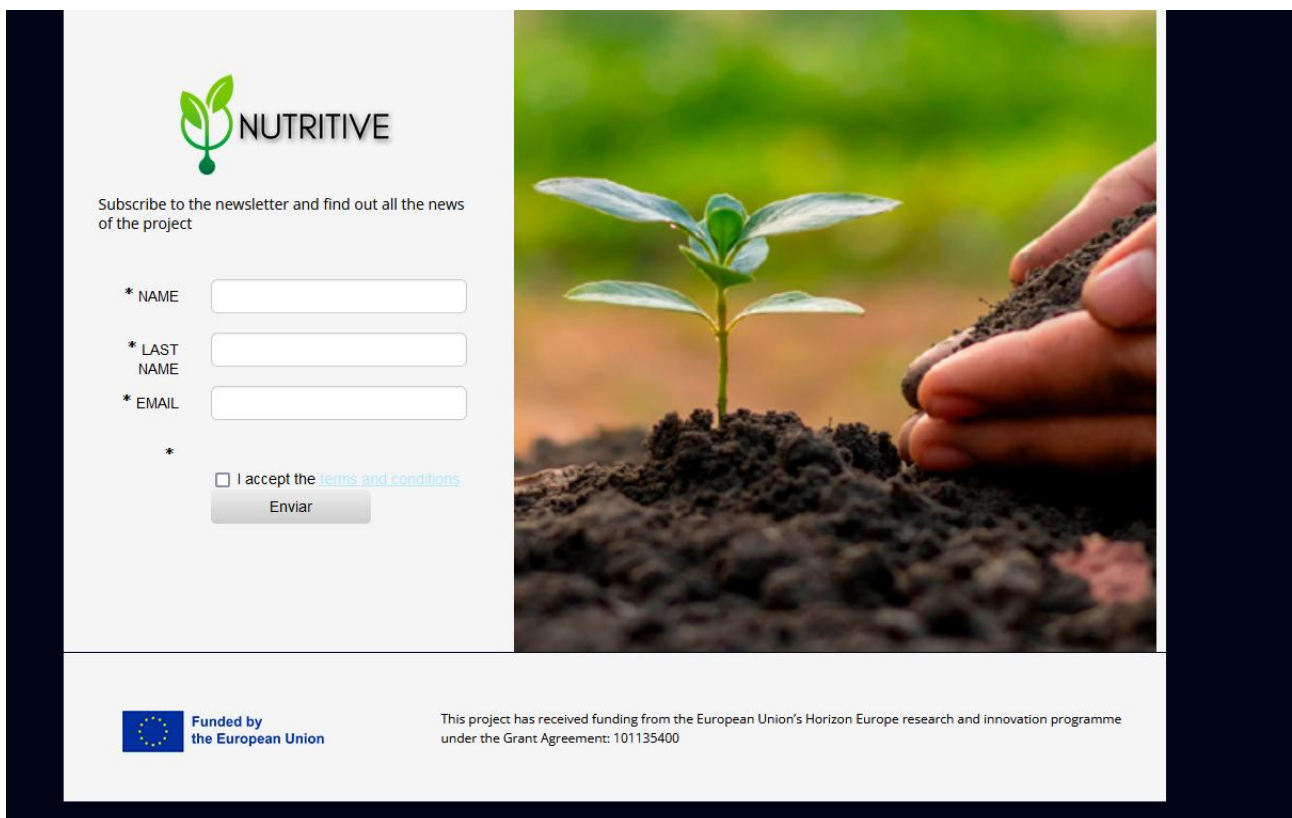 NUTRITIVE
Subscribe to the newsletter and find out all the news
of the project
* NAME
* LAST
NAME
* EMAIL
*
I accept the terms and conditions
Enviar
Funded by
the European Union
This project has received funding from the European Union’s Horizon Europe research and innovation programme
under the Grant Agreement: 101135400